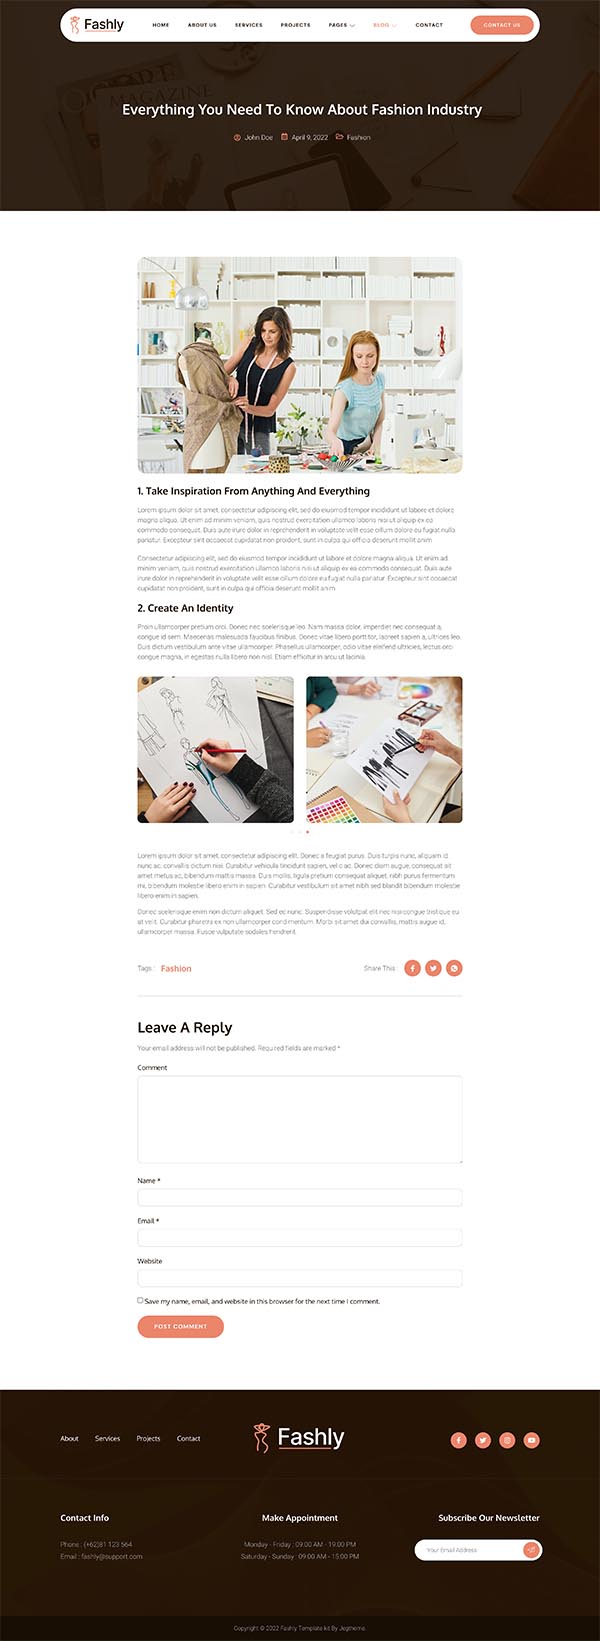 Fashly
HOME ABOUT US SERVICES PROJECTS PAGES BLOG CONTACT CONTACT US
MAGAZINE
Everything You Need To Know About Fashion Industry
John Doe April 9, 2022 Fashion
1. Take Inspiration From Anything And Everything
Lorem ipsum dolor sit amet, consectetur adipiscing elit, sed do eiusmod tempor incididunt ut labore et dolore
magna aliqua. Ut enim ad minim veniam, quis nostrud exercitation ullamco laboris nisi ut aliquip ex ea
commodo consequat. Duis aute irure dolor in reprehenderit in voluptate velit esse cillum dolore eu fugiat nulla
pariatur. Excepteur sint occaecat cupidatat non proident, sunt in culpa qui officia deserunt mollit anim
Consectetur adipiscing elit, sed do eiusmod tempor incididunt ut labore et dolore magna aliqua. Ut enim ad
minim veniam, quis nostrud exercitation ullamco laboris nisi ut aliquip ex ea commodo consequat. Duis aute
irure dolor in reprehenderit in voluptate velit esse cillum dolore eu fugiat nulla pariatur. Excepteur sint occaecat
cupidatat non proident, sunt in culpa qui officia deserunt mollit anim
2. Create An Identity
Proin ullamcorper pretium orci. Donec nec scelerisque leo. Nam massa dolor, imperdiet nec consequat a,
congue id sem. Maecenas malesuada faucibus finibus. Donec vitae libero porttitor, laoreet sapien a, ultrices leo.
Duis dictum vestibulum ante vitae ullamcorper. Phasellus ullamcorper, odio vitae eleifend ultricies, lectus orci
congue magna, in egestas nulla libero non nisl. Etiam efficitur in arcu ut lacinia.
Lorem ipsum dolor sit amet, consectetur adipiscing elit. Donec a feugiat purus. Duis turpis nunc, aliquam id
nunc ac, convallis dictum nisi. Curabitur vehicula tincidunt sapien, vel ac. Donec diam augue, consequat sit
amet metus ac, bibendum mattis massa. Duis mollis, ligula pretium consequat aliquet, nibh purus fermentum
mi, bibendum molestie libero enim in sapien. Curabitur vestibulum sit amet nibh sed blandit bibendum molestie
libero enim in sapien.
Donec scelerisque enim non dictum aliquet. Sed ac nunc. Suspendisse volutpat elit nec nisi congue tristique eu
at velit. Curabitur pharetra ex non ullamcorper condimentum. Morbi sit amet dui convallis, mattis augue id,
ullamcorper massa. Fusce vulputate sodales hendrerit.
Tags : Fashion Share This :
Leave A Reply
Your email address will not be published. Required fields are marked *
Comment
Name *
Email *
Website
Save my name, email, and website in this browser for the next time I comment.
POST COMMENT
About Services Projects Contact
Fashly
Contact Info Make Appointment Subscribe Our Newsletter
Phone : (+62)81 123 564 Monday - Friday : 09:00 AM - 19:00 PM Your Email Address
Email : fashly@support.com Saturday - Sunday : 09:00 AM - 15:00 PM
Copyright © 2022 Fashly Template kit By Jegtheme.